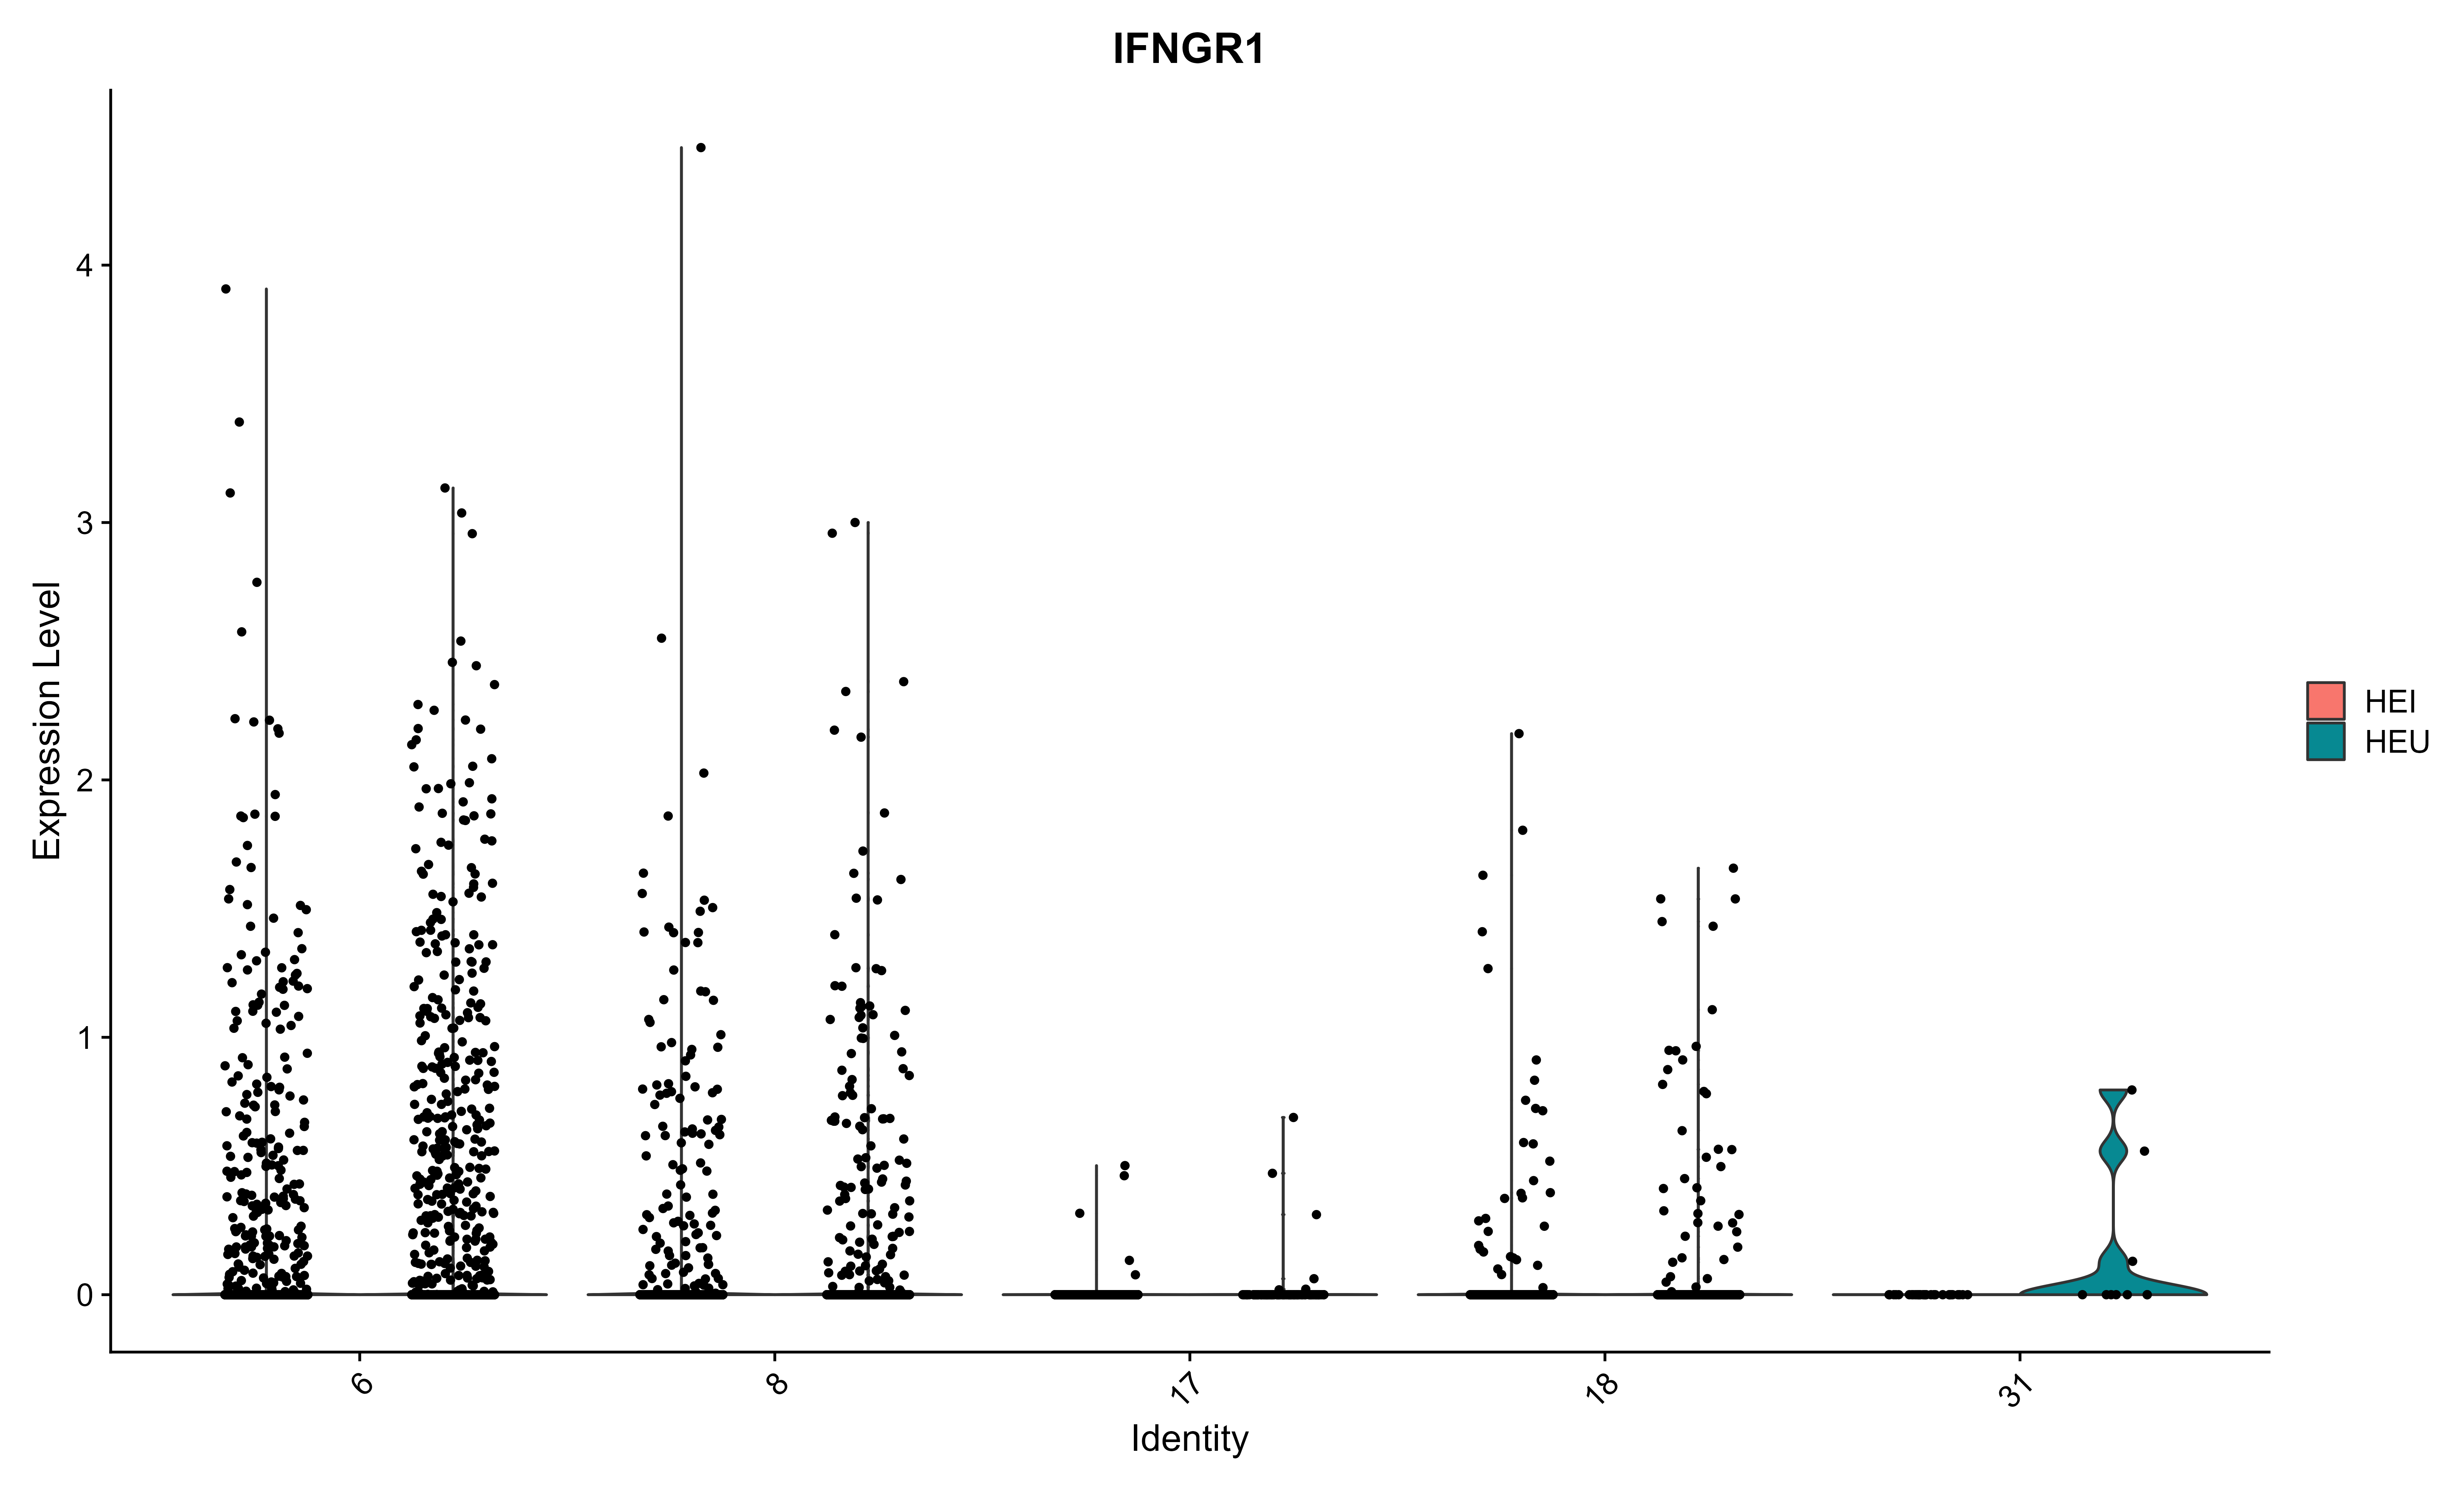 IFNGR1
Expression Level
4
3
2
1
0
6
8
17
18
31
Identity
HEI
HEU